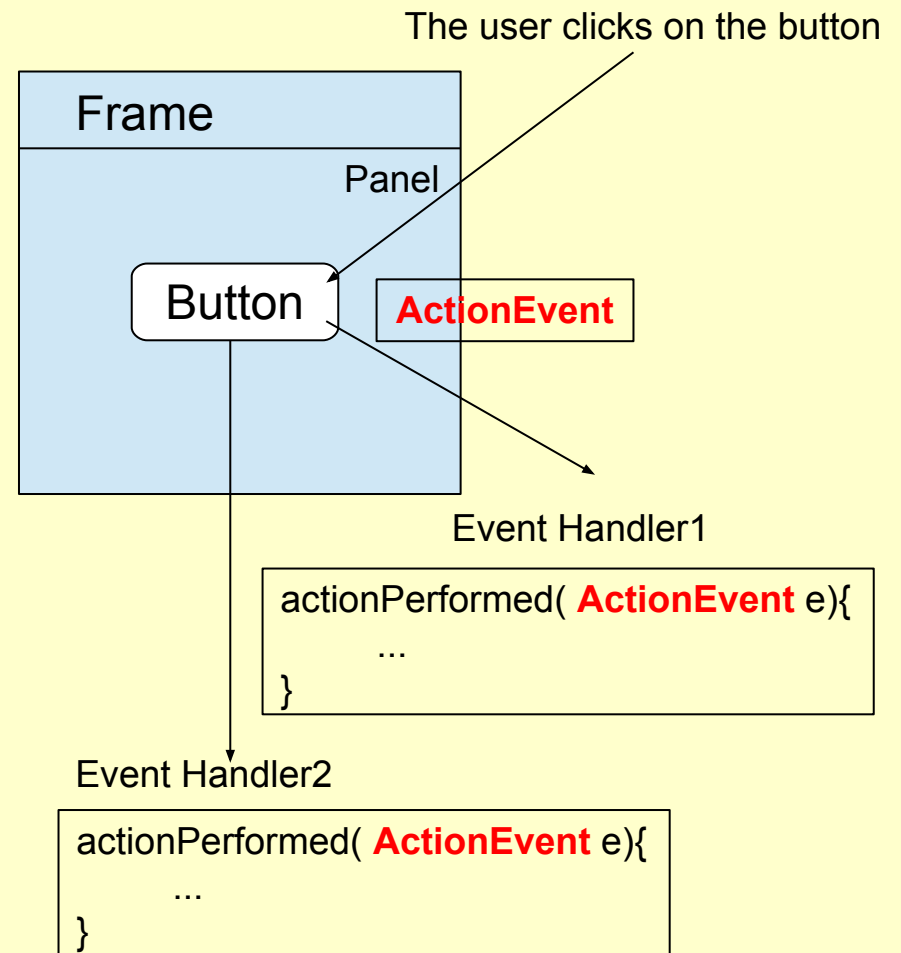 The user clicks on the button
Frame
Panel
Button
ActionEvent
Event Handler1
actionPerformed( ActionEvent e){
...
}
Event Handler2
actionPerformed( ActionEvent e){
...
}